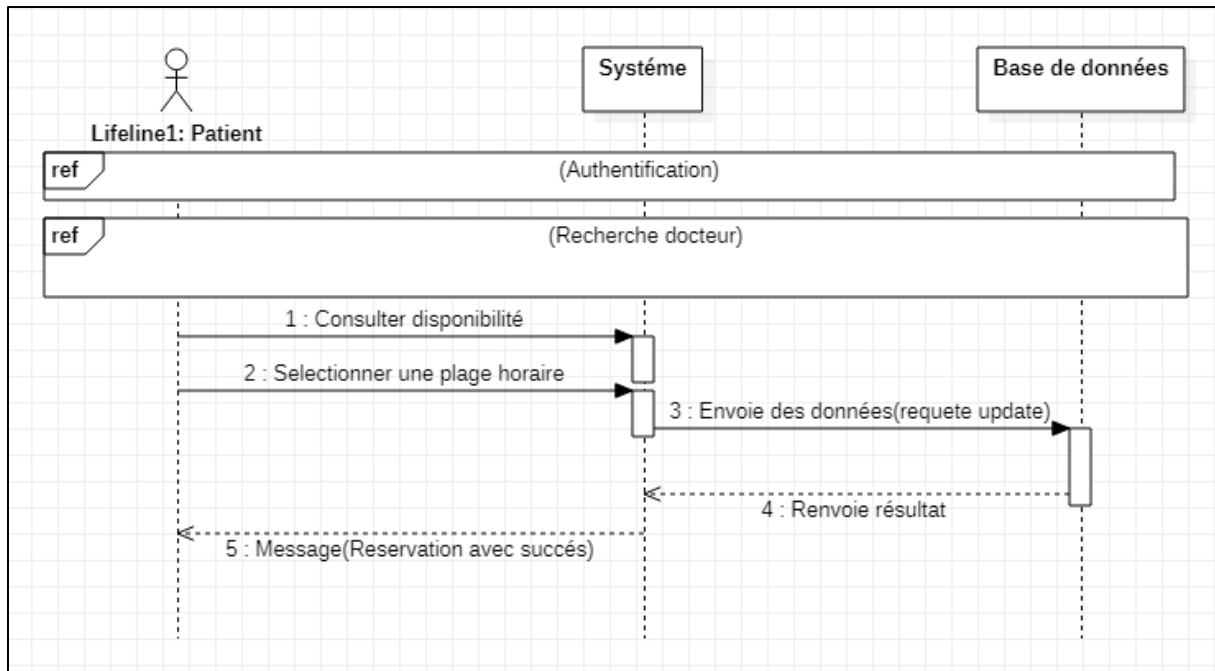 Systéme
Base de données
Lifeline1: Patient
ref
(Authentification)
ref
(Recherche docteur)
1 : Consulter disponibilité
2 : Selectionner une plage horaire
3 : Envoie des données(requete update)
4 : Renvoie résultat
5 : Message(Reservation avec succés)